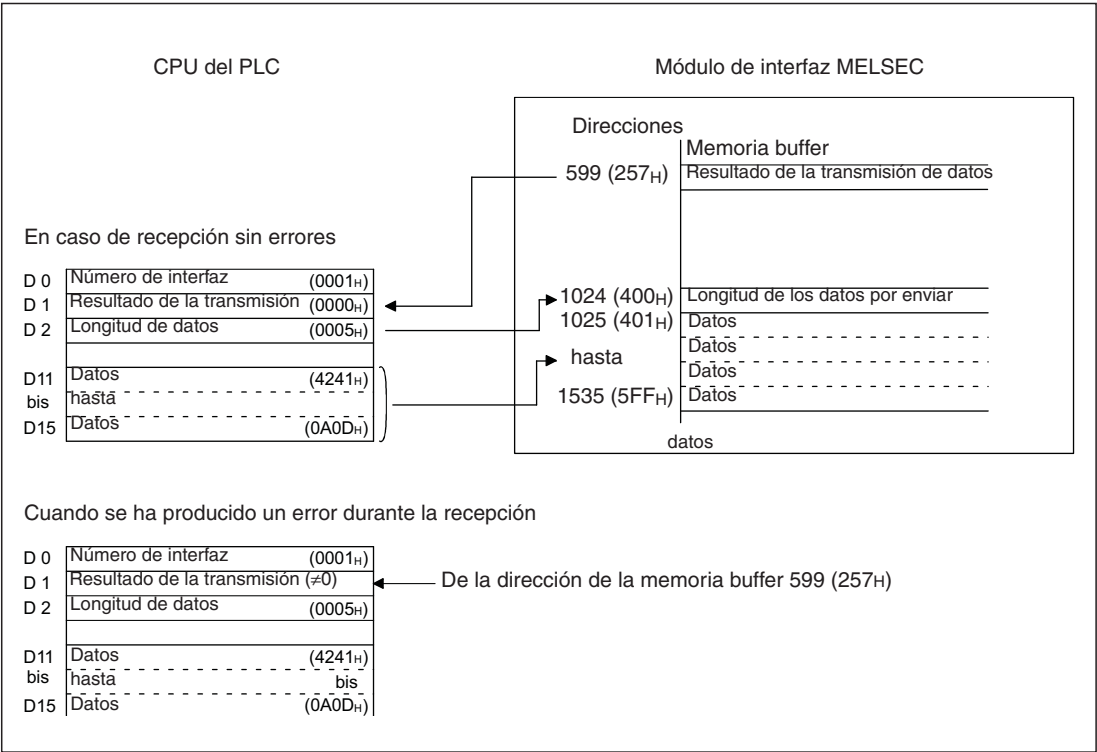 CPU del PLC
Módulo de interfaz MELSEC
Direcciones
Memoria buffer
599 (257H) Resultado de la transmisión de datos
En caso de recepción sin errores
D 0 Número de interfaz (0001H)
D 1 Resultado de la transmisión (0000H)
D 2 Longitud de datos (0005H)
D11 Datos (4241H)
bis hasta
D15 Datos (0A0DH)
1024 (400H) Longitud de los datos por enviar
1025 (401H) Datos
Datos
hasta Datos
1535 (5FFH) Datos
datos
Cuando se ha producido un error durante la recepción
D 0 Número de interfaz (0001H)
D 1 Resultado de la transmisión (≠0) De la dirección de la memoria buffer 599 (257H)
D 2 Longitud de datos (0005H)
D11 Datos (4241H)
bis hasta bis
D15 Datos (0A0DH)